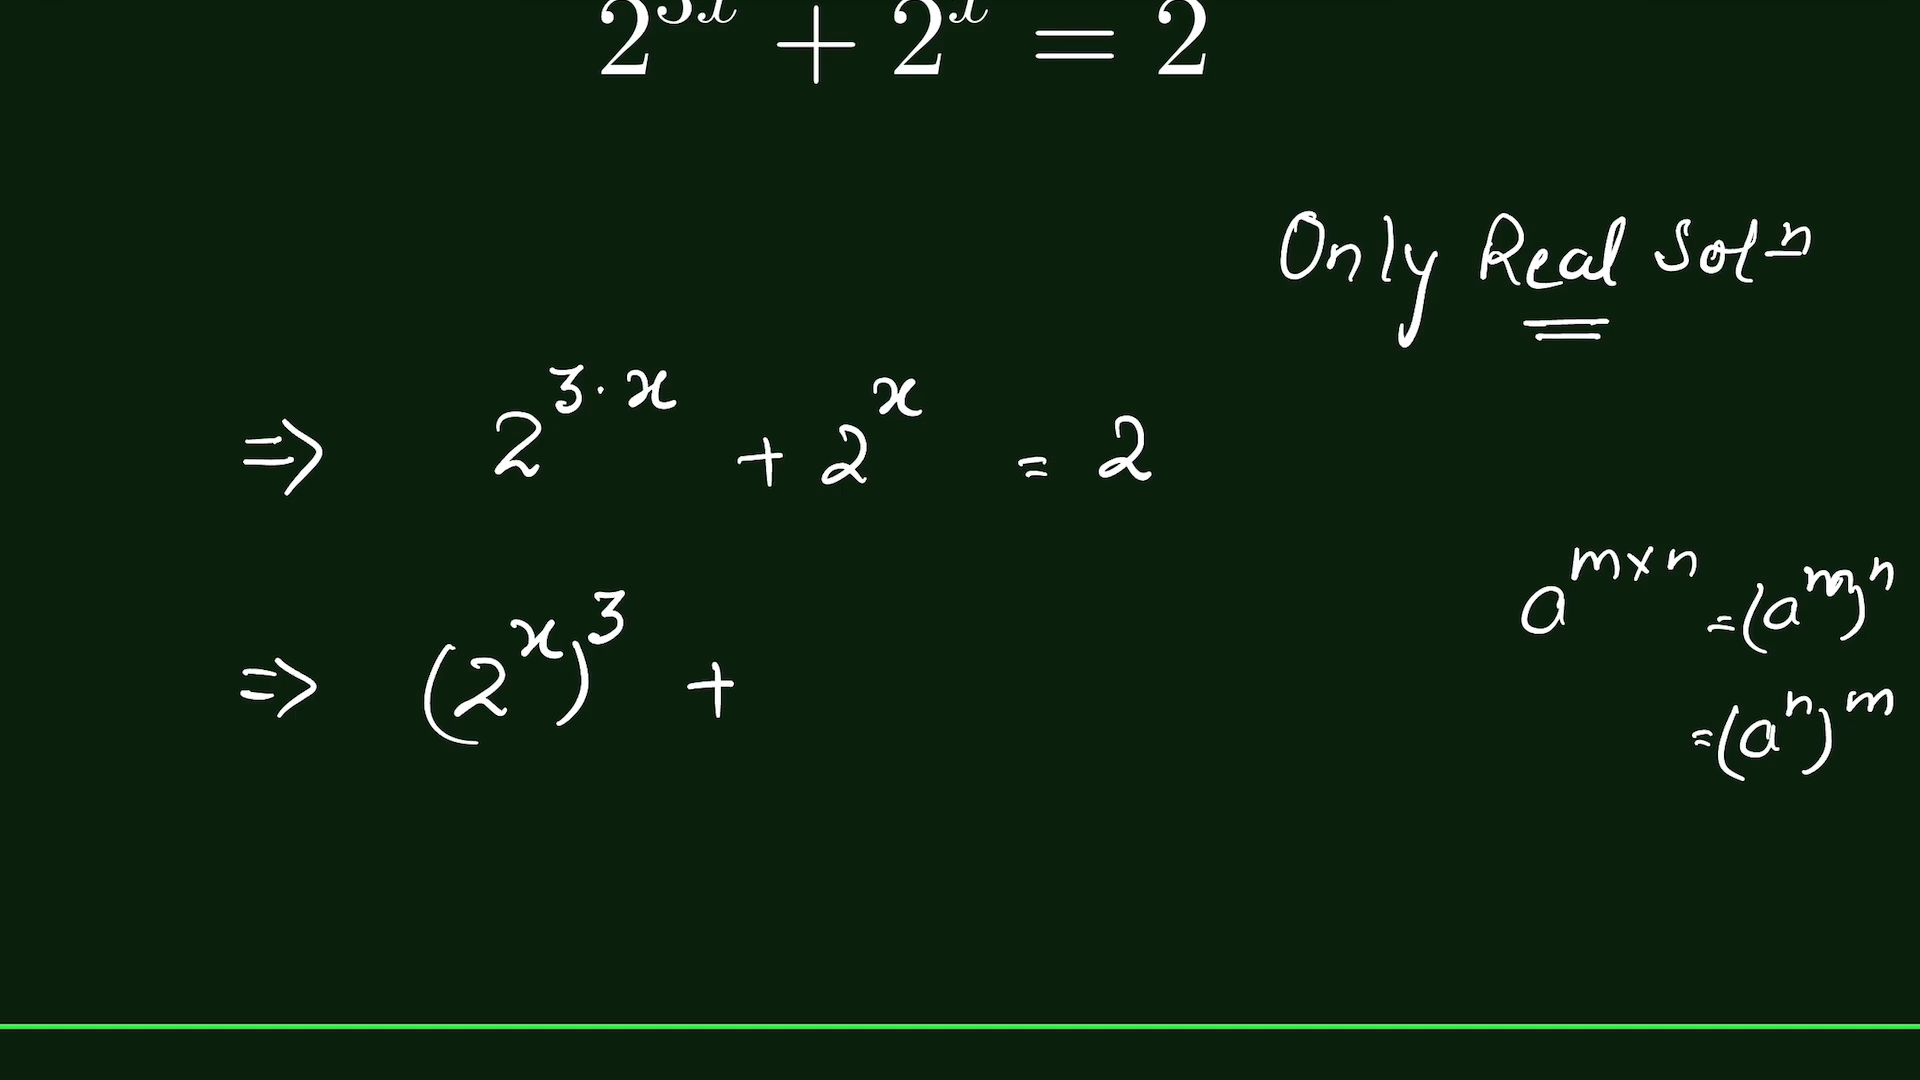 2^{3x} + 2^x = 2
Only Real Solⁿ
⇒ 2^{3·x} + 2^x = 2
a^{m×n} = (a^m)^n
⇒ (2^x)^3 +
= (a^n)^m